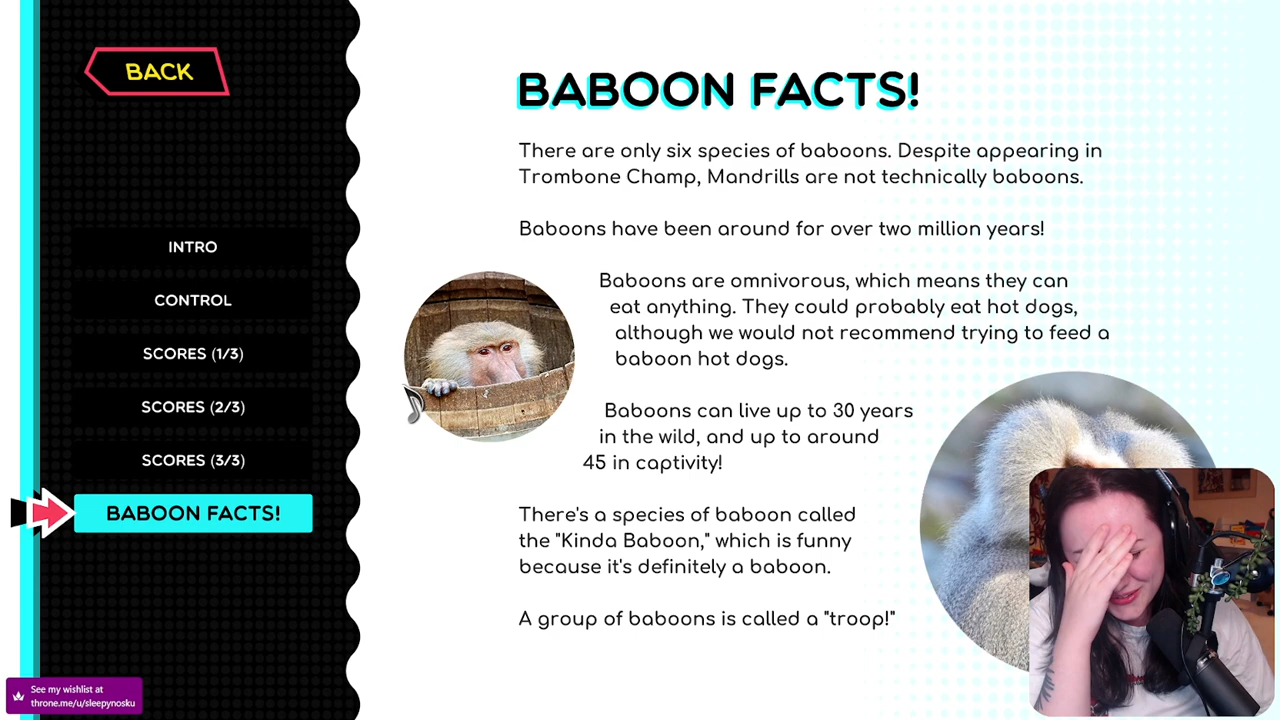 BACK
INTRO
CONTROL
SCORES (1/3)
SCORES (2/3)
SCORES (3/3)
BABOON FACTS!
BABOON FACTS!
There are only six species of baboons. Despite appearing in
Trombone Champ, Mandrills are not technically baboons.
Baboons have been around for over two million years!
Baboons are omnivorous, which means they can
eat anything. They could probably eat hot dogs,
although we would not recommend trying to feed a
baboon hot dogs.
Baboons can live up to 30 years
in the wild, and up to around
45 in captivity!
There's a species of baboon called
the "Kinda Baboon," which is funny
because it's definitely a baboon.
A group of baboons is called a "troop!"
See my wishlist at
throne.me/u/sleepynosku